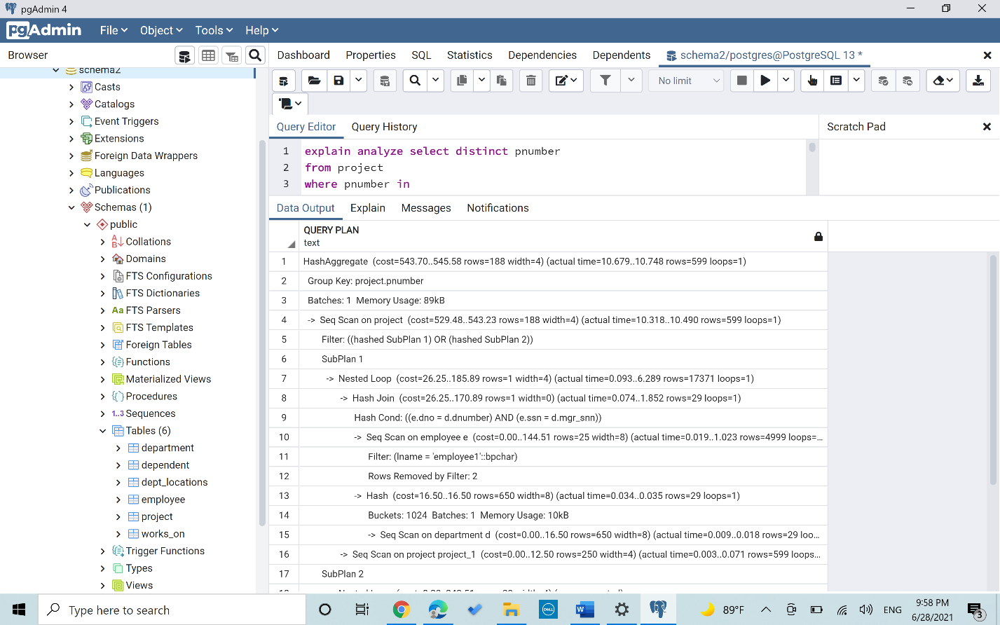 pgAdmin 4
pgAdmin File Object Tools Help
Browser
Dashboard Properties SQL Statistics Dependencies Dependents schema2/postgres@PostgreSQL 13 *
schema2
Casts
Catalogs
Event Triggers
Extensions
Foreign Data Wrappers
Languages
Publications
Schemas (1)
public
Collations
Domains
FTS Configurations
FTS Dictionaries
Aa FTS Parsers
FTS Templates
Foreign Tables
Functions
Materialized Views
Procedures
1..3 Sequences
Tables (6)
department
dependent
dept_locations
employee
project
works_on
Trigger Functions
Types
Views
No limit
Query Editor Query History
Scratch Pad
1 explain analyze select distinct pnumber
2 from project
3 where pnumber in
Data Output Explain Messages Notifications
QUERY PLAN
text
1 HashAggregate (cost=543.70..545.58 rows=188 width=4) (actual time=10.679..10.748 rows=599 loops=1)
2 Group Key: project.pnumber
3 Batches: 1 Memory Usage: 89kB
4 -> Seq Scan on project (cost=529.48..543.23 rows=188 width=4) (actual time=10.318..10.490 rows=599 loops=1)
5 Filter: ((hashed SubPlan 1) OR (hashed SubPlan 2))
6 SubPlan 1
7 -> Nested Loop (cost=26.25..185.89 rows=1 width=4) (actual time=0.093..6.289 rows=17371 loops=1)
8 -> Hash Join (cost=26.25..170.89 rows=1 width=0) (actual time=0.074..1.852 rows=29 loops=1)
9 Hash Cond: ((e.dno = d.dnumber) AND (e.ssn = d.mgr_snn))
10 -> Seq Scan on employee e (cost=0.00..144.51 rows=25 width=8) (actual time=0.019..1.023 rows=4999 loops=...
11 Filter: (lname = 'employee1'::bpchar)
12 Rows Removed by Filter: 2
13 -> Hash (cost=16.50..16.50 rows=650 width=8) (actual time=0.034..0.035 rows=29 loops=1)
14 Buckets: 1024 Batches: 1 Memory Usage: 10kB
15 -> Seq Scan on department d (cost=0.00..16.50 rows=650 width=8) (actual time=0.009..0.018 rows=29 loo...
16 -> Seq Scan on project project_1 (cost=0.00..12.50 rows=250 width=4) (actual time=0.003..0.071 rows=599 loops...
17 SubPlan 2
Type here to search
DELL
89°F
ENG
9:58 PM
6/28/2021
3